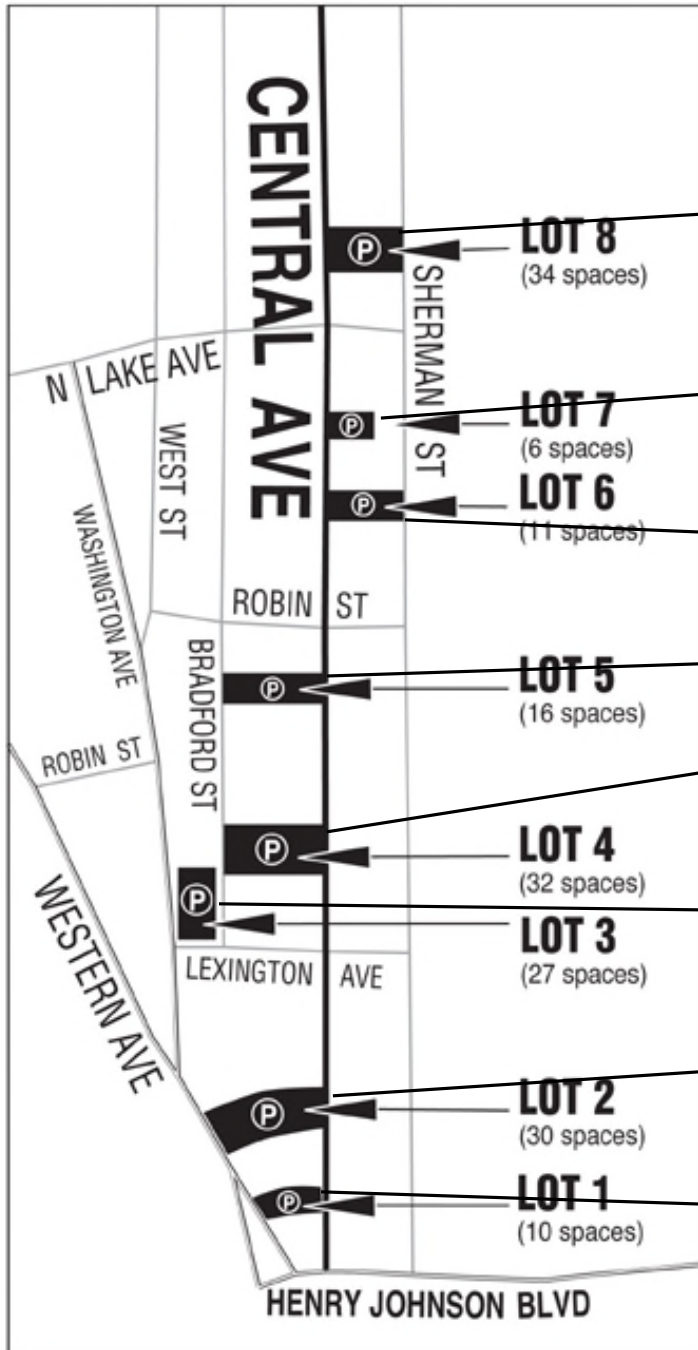 CENTRAL AVE
LOT 8
(34 spaces)
SHERMAN ST
N LAKE AVE
LOT 7
(6 spaces)
WEST ST
LOT 6
(11 spaces)
WASHINGTON AVE
ROBIN ST
BRADFORD ST
LOT 5
(16 spaces)
ROBIN ST
LOT 4
(32 spaces)
WESTERN AVE
LOT 3
(27 spaces)
LEXINGTON AVE
LOT 2
(30 spaces)
LOT 1
(10 spaces)
HENRY JOHNSON BLVD
P
P
P
P
P
P
P
P